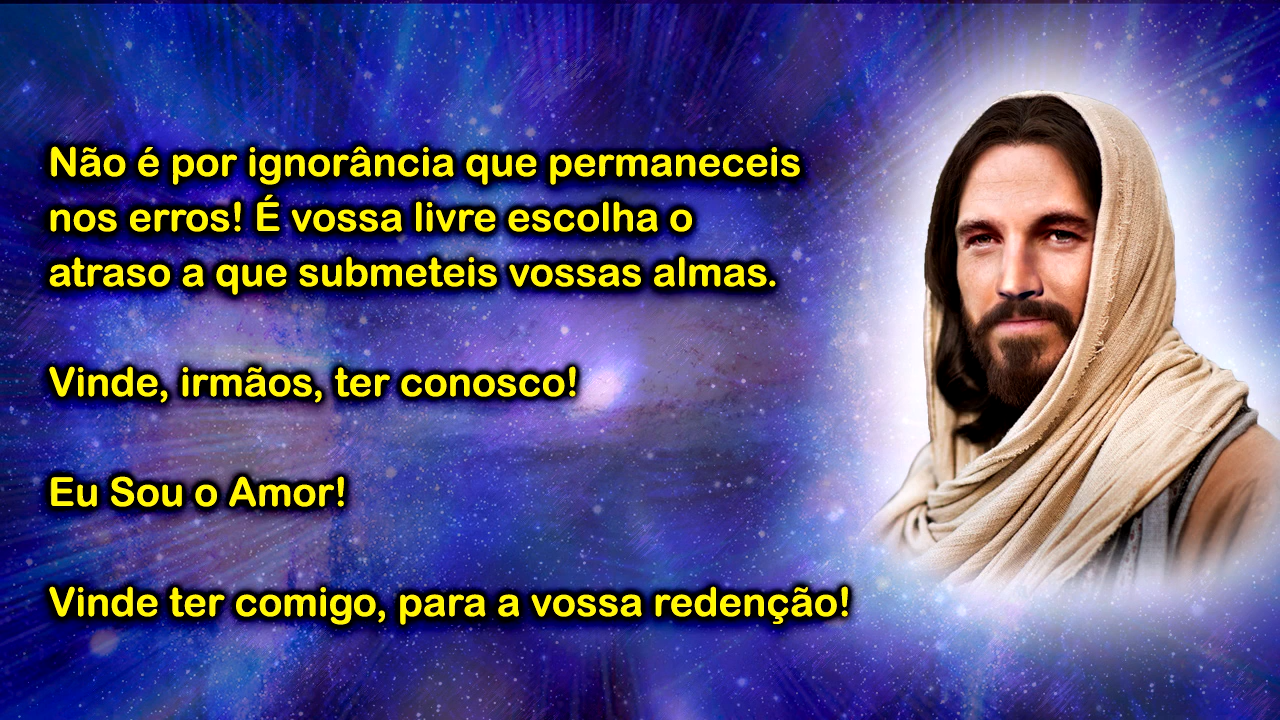 Não é por ignorância que permaneceis
nos erros! É vossa livre escolha o
atraso a que submeteis vossas almas.
Vinde, irmãos, ter conosco!
Eu Sou o Amor!
Vinde ter comigo, para a vossa redenção!